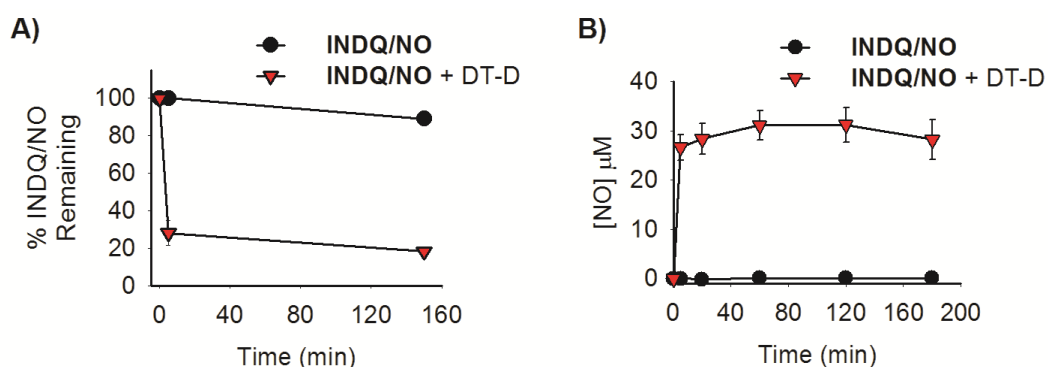 A)
INDQ/NO
INDQ/NO + DT-D
% INDQ/NO
Remaining
100
80
60
40
20
0
0 40 80 120 160
Time (min)
B)
INDQ/NO
INDQ/NO + DT-D
[NO] μM
40
30
20
10
0
0 40 80 120 160 200
Time (min)